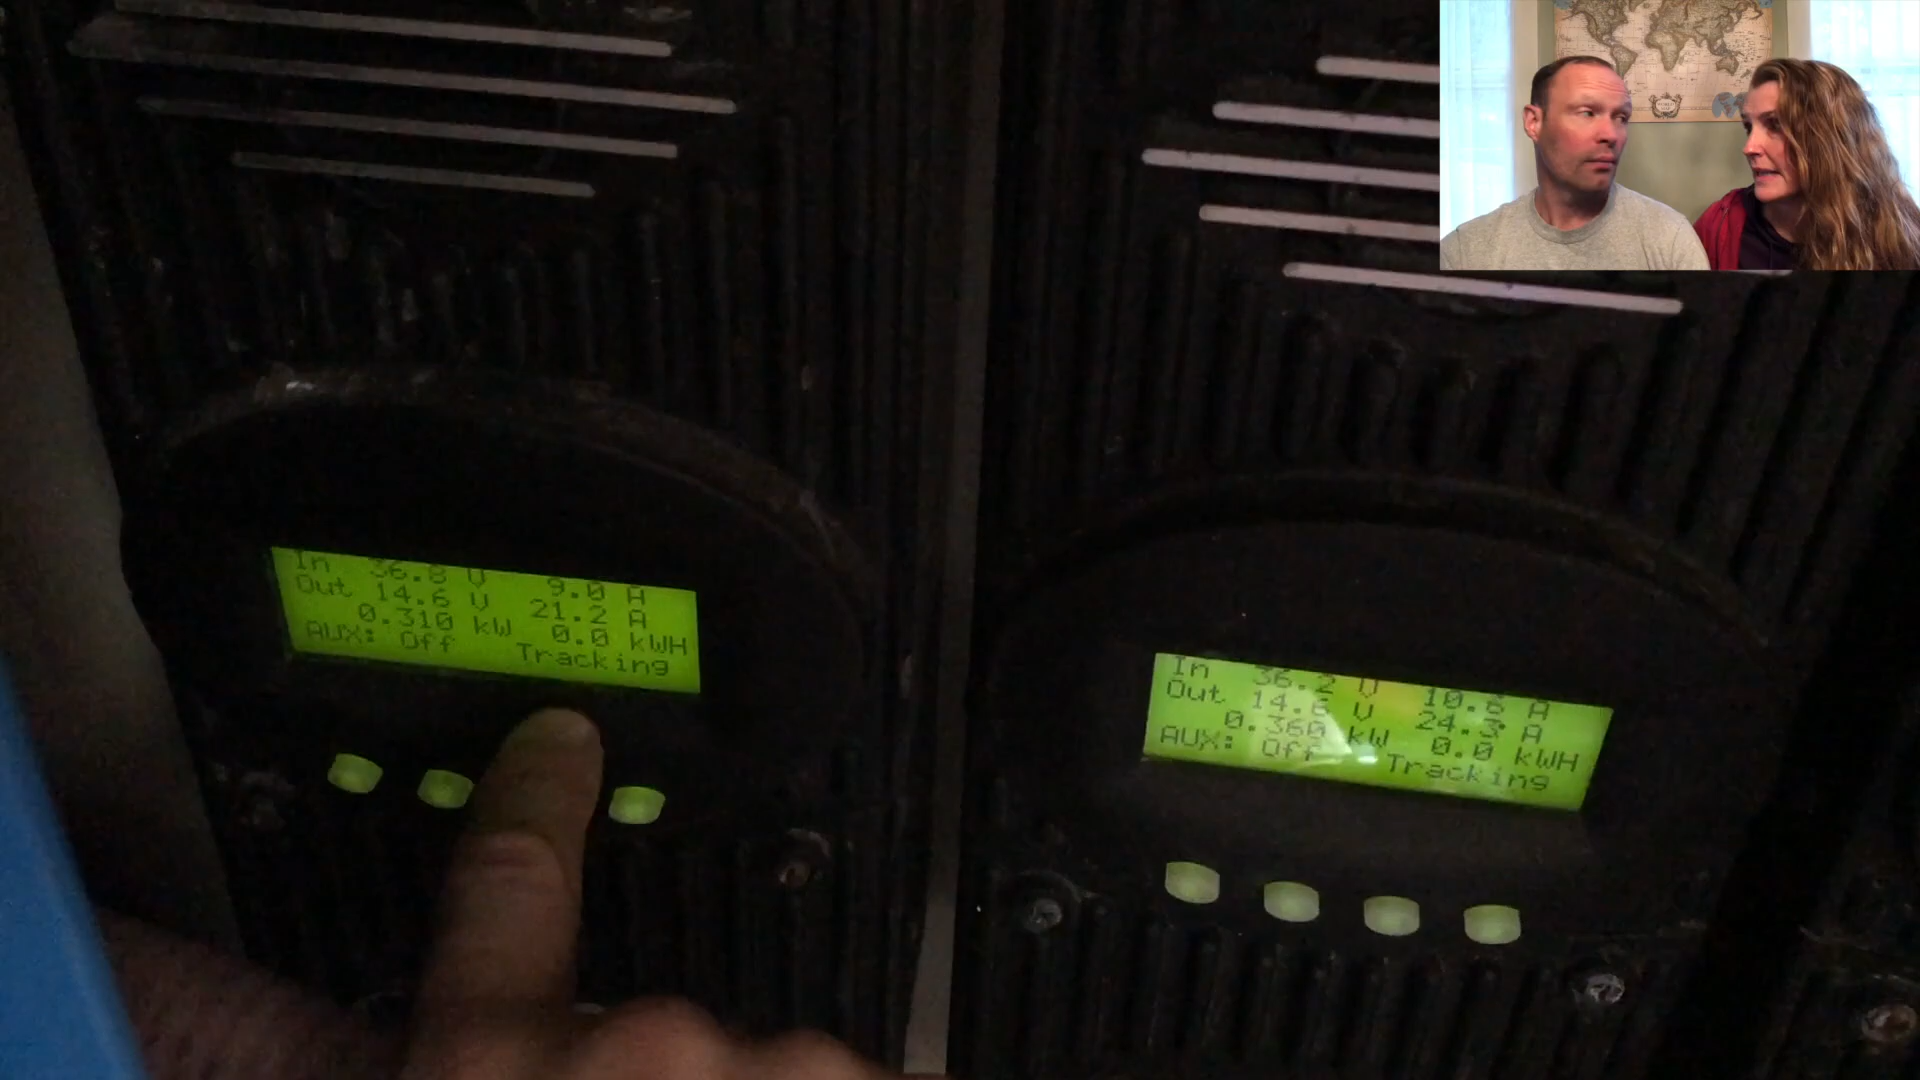 In 36.8 V 9.0 A
Out 14.6 V 21.2 A
0.310 kW 0.0 kWH
AUX: Off Tracking
In 36.2 V 10.6 A
Out 14.6 V 24.3 A
0.360 kW 0.0 kWH
AUX: Off Tracking